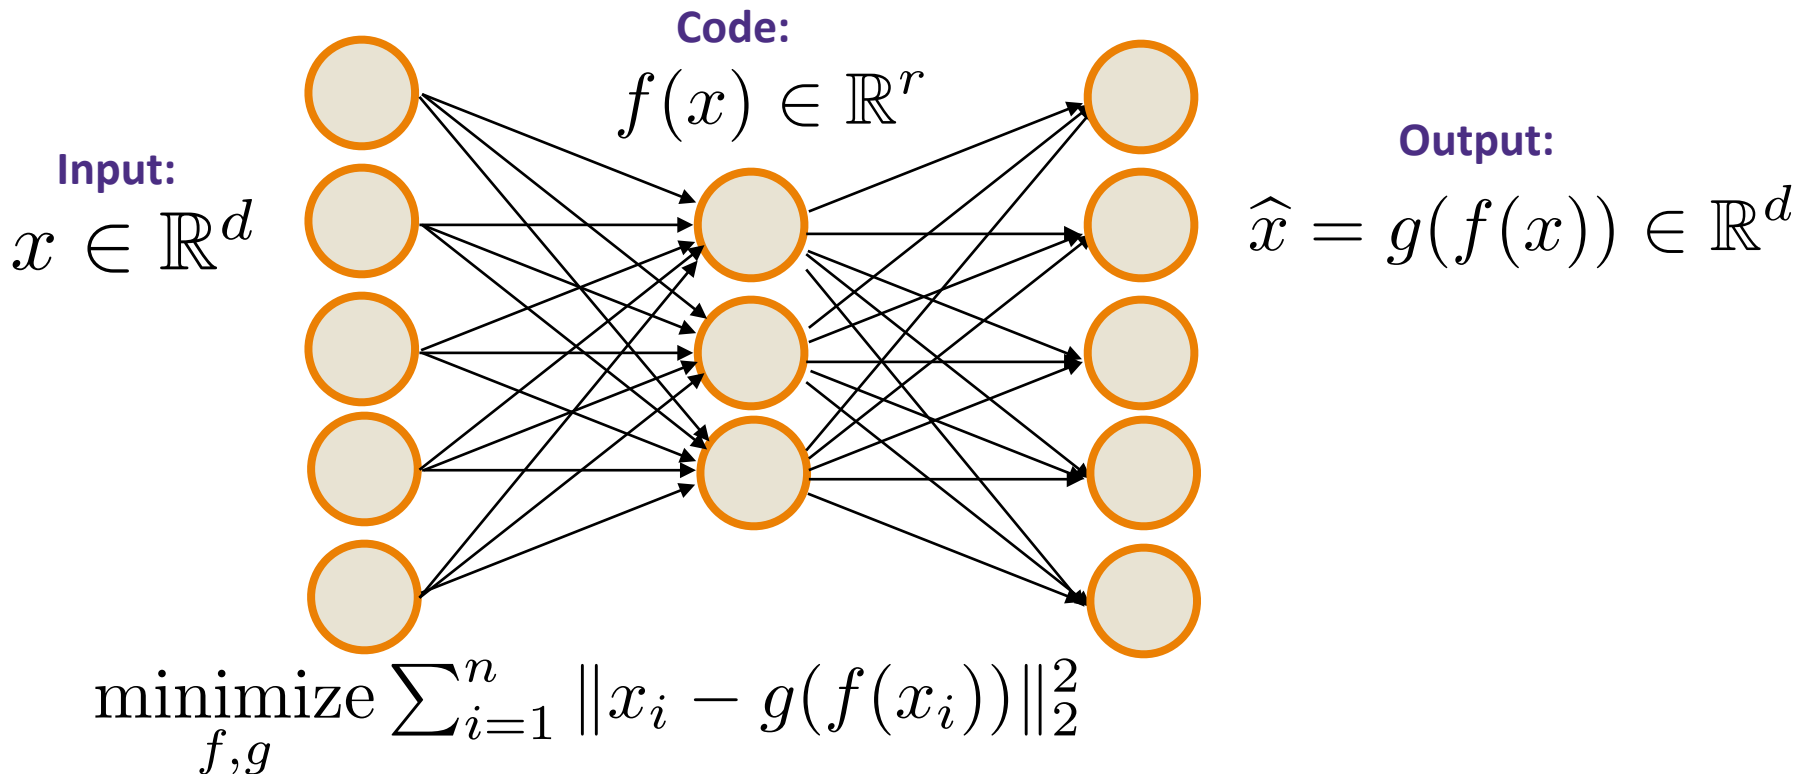 Code:
f(x) ∈ ℝ^r
Input:
x ∈ ℝ^d
Output:
x̂ = g(f(x)) ∈ ℝ^d
minimize_{f,g} ∑_{i=1}^{n} ‖x_i − g(f(x_i))‖_2^2